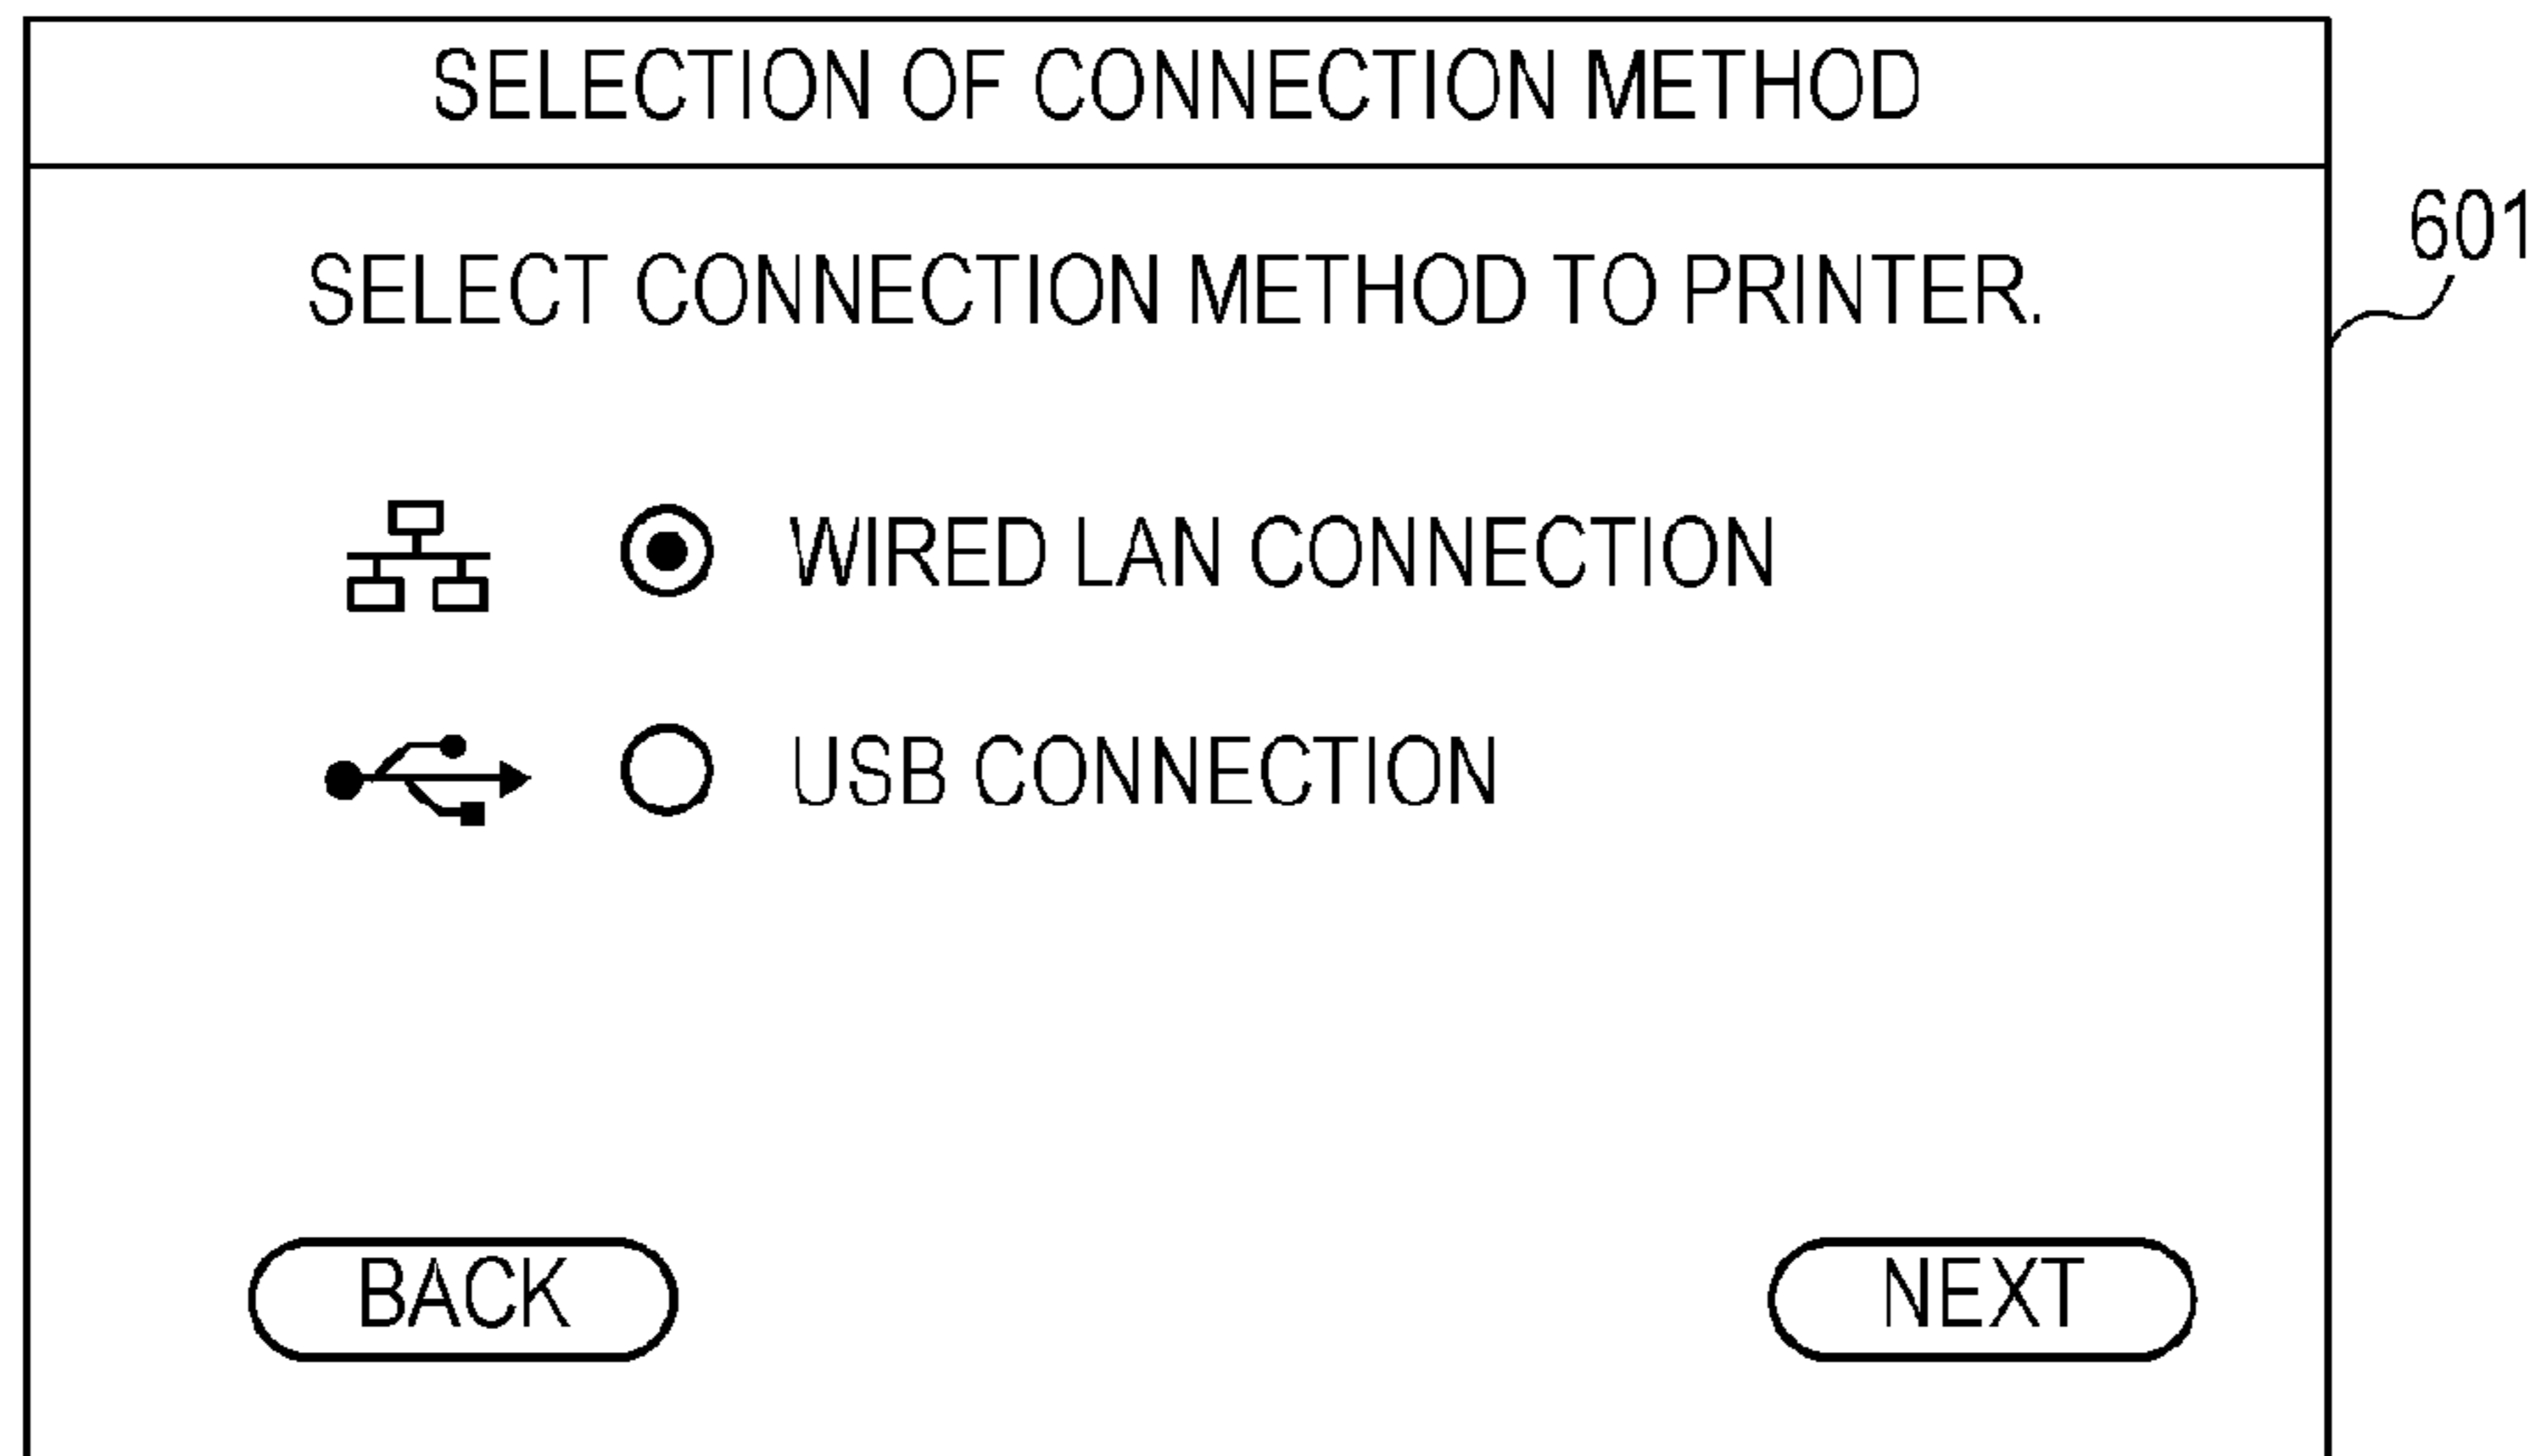 SELECTION OF CONNECTION METHOD
601
SELECT CONNECTION METHOD TO PRINTER.
WIRED LAN CONNECTION
USB CONNECTION
BACK
NEXT